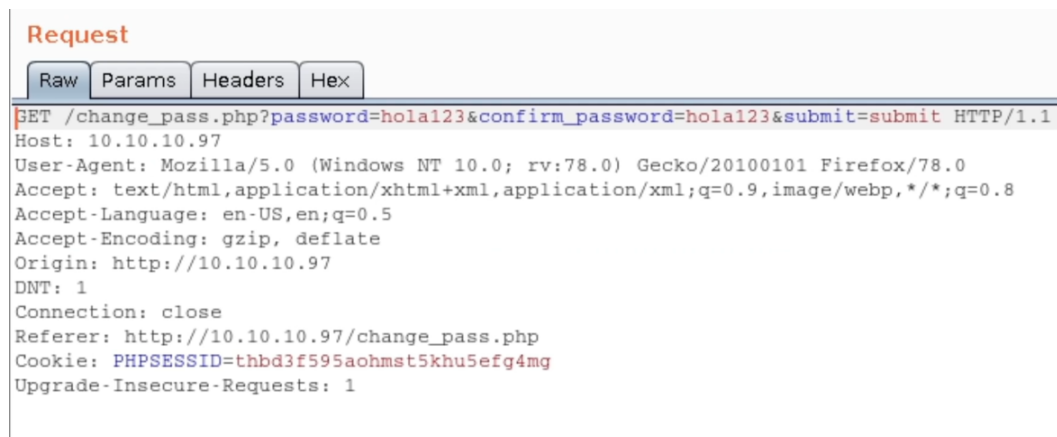 Request
Raw Params Headers Hex
GET /change_pass.php?password=hola123&confirm_password=hola123&submit=submit HTTP/1.1
Host: 10.10.10.97
User-Agent: Mozilla/5.0 (Windows NT 10.0; rv:78.0) Gecko/20100101 Firefox/78.0
Accept: text/html,application/xhtml+xml,application/xml;q=0.9,image/webp,*/*;q=0.8
Accept-Language: en-US,en;q=0.5
Accept-Encoding: gzip, deflate
Origin: http://10.10.10.97
DNT: 1
Connection: close
Referer: http://10.10.10.97/change_pass.php
Cookie: PHPSESSID=thbd3f595aohmst5khu5efg4mg
Upgrade-Insecure-Requests: 1